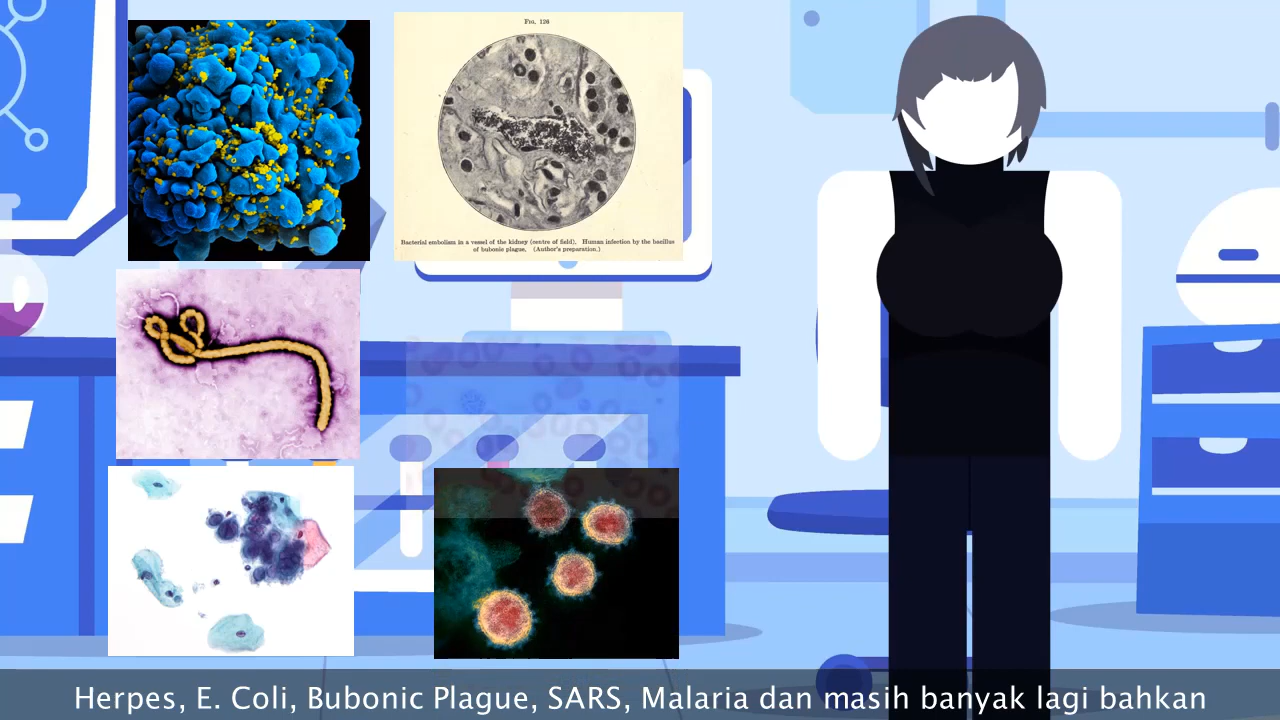 FIG. 126
Bacterial embolism in a vessel of the kidney (centre of field). Human infection by the bacillus
of bubonic plague. (Author's preparation.)
Herpes, E. Coli, Bubonic Plague, SARS, Malaria dan masih banyak lagi bahkan